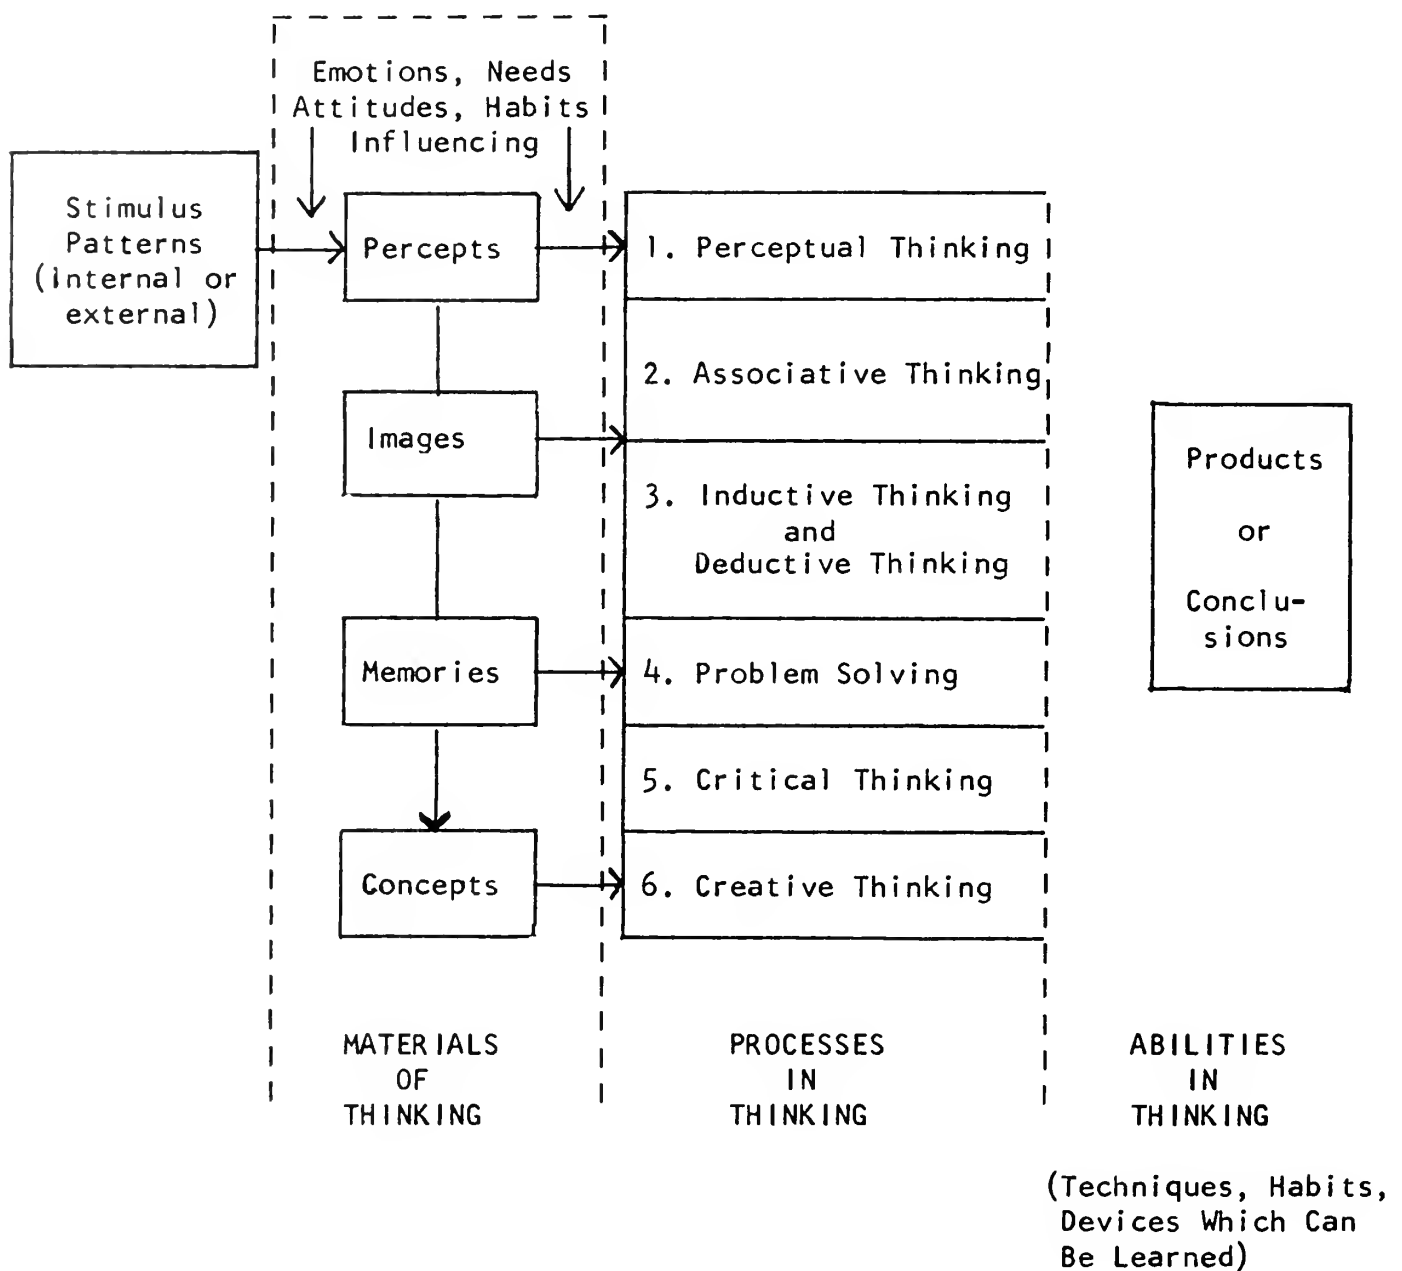 Emotions, Needs
Attitudes, Habits
Influencing
Stimulus
Patterns
(internal or
external)
Percepts
Images
Memories
Concepts
1. Perceptual Thinking
2. Associative Thinking
3. Inductive Thinking
and
Deductive Thinking
4. Problem Solving
5. Critical Thinking
6. Creative Thinking
Products
or
Conclu-
sions
MATERIALS
OF
THINKING
PROCESSES
IN
THINKING
ABILITIES
IN
THINKING
(Techniques, Habits,
Devices Which Can
Be Learned)